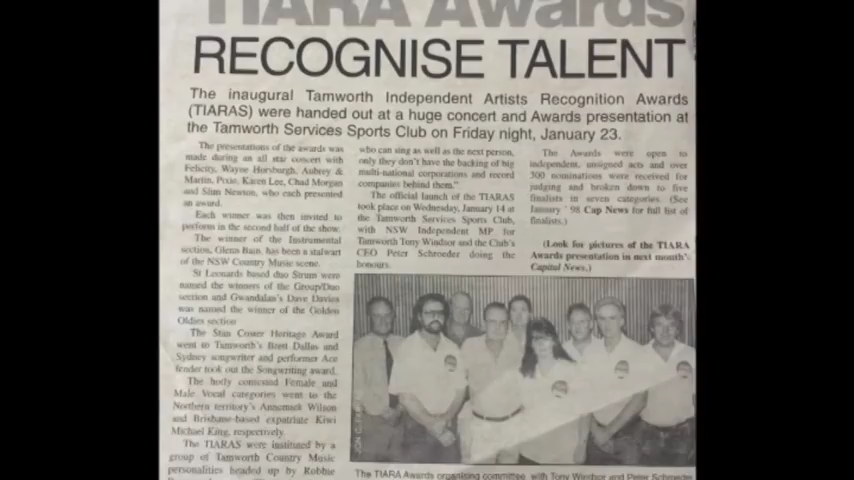 TIARA Awards
RECOGNISE TALENT
The inaugural Tamworth Independent Artists Recognition Awards
(TIARAS) were handed out at a huge concert and Awards presentation at
the Tamworth Services Sports Club on Friday night, January 23.
The presentations of the awards was
made during an all star concert with
Felicity, Wayne Horsburgh, Aubrey &
Martin, Pixie, Karen Lee, Chad Morgan
and Slim Newton, who each presented
an award.
Each winner was then invited to
perform in the second half of the show.
The winner of the Instrumental
section, Glenn Bain, has been a stalwart
of the NSW Country Music scene.
St Leonards based duo Strum were
named the winners of the Group/Duo
section and Gwandalan's Dave Davies
was named the winner of the Golden
Oldies section
The Stan Coster Heritage Award
went to Tamworth's Brett Dallas and
Sydney songwriter and performer Ace
fender took out the Songwriting award.
The hotly contested Female and
Male Vocal categories went to the
Northern territory's Annemack Wilson
and Brisbane-based expatriate Kiwi
Michael King, respectively.
The TIARAS were instituted by a
group of Tamworth Country Music
personalities headed up by Robbie
who can sing as well as the next person,
only they don't have the backing of big
multi-national corporations and record
companies behind them."
The official launch of the TIARAS
took place on Wednesday, January 14 at
the Tamworth Services Sports Club,
with NSW Independent MP for
Tamworth Tony Windsor and the Club's
CEO Peter Schroeder doing the
honours.
The Awards were open to
independent, unsigned acts and over
300 nominations were received for
judging and broken down to five
finalists in seven categories. (See
January '98 Cap News for full list of
finalists.)
(Look for pictures of the TIARA
Awards presentation in next month's
Capital News.)
The TIARA Awards organising committee, with Tony Windsor and Peter Schroeder